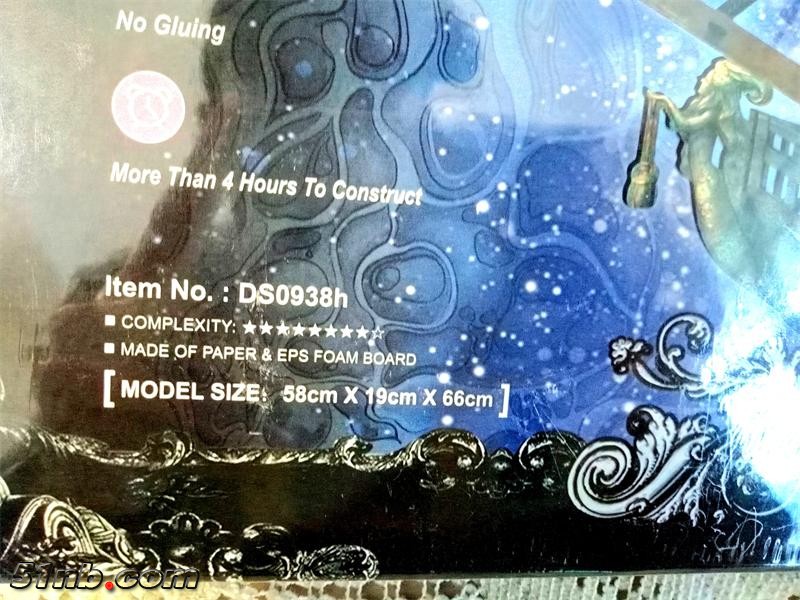 No Gluing
More Than 4 Hours To Construct
Item No. : DS0938h
■ COMPLEXITY: ★★★★★★★★☆
■ MADE OF PAPER & EPS FOAM BOARD
[ MODEL SIZE: 58cm X 19cm X 66cm ]
51rib.com